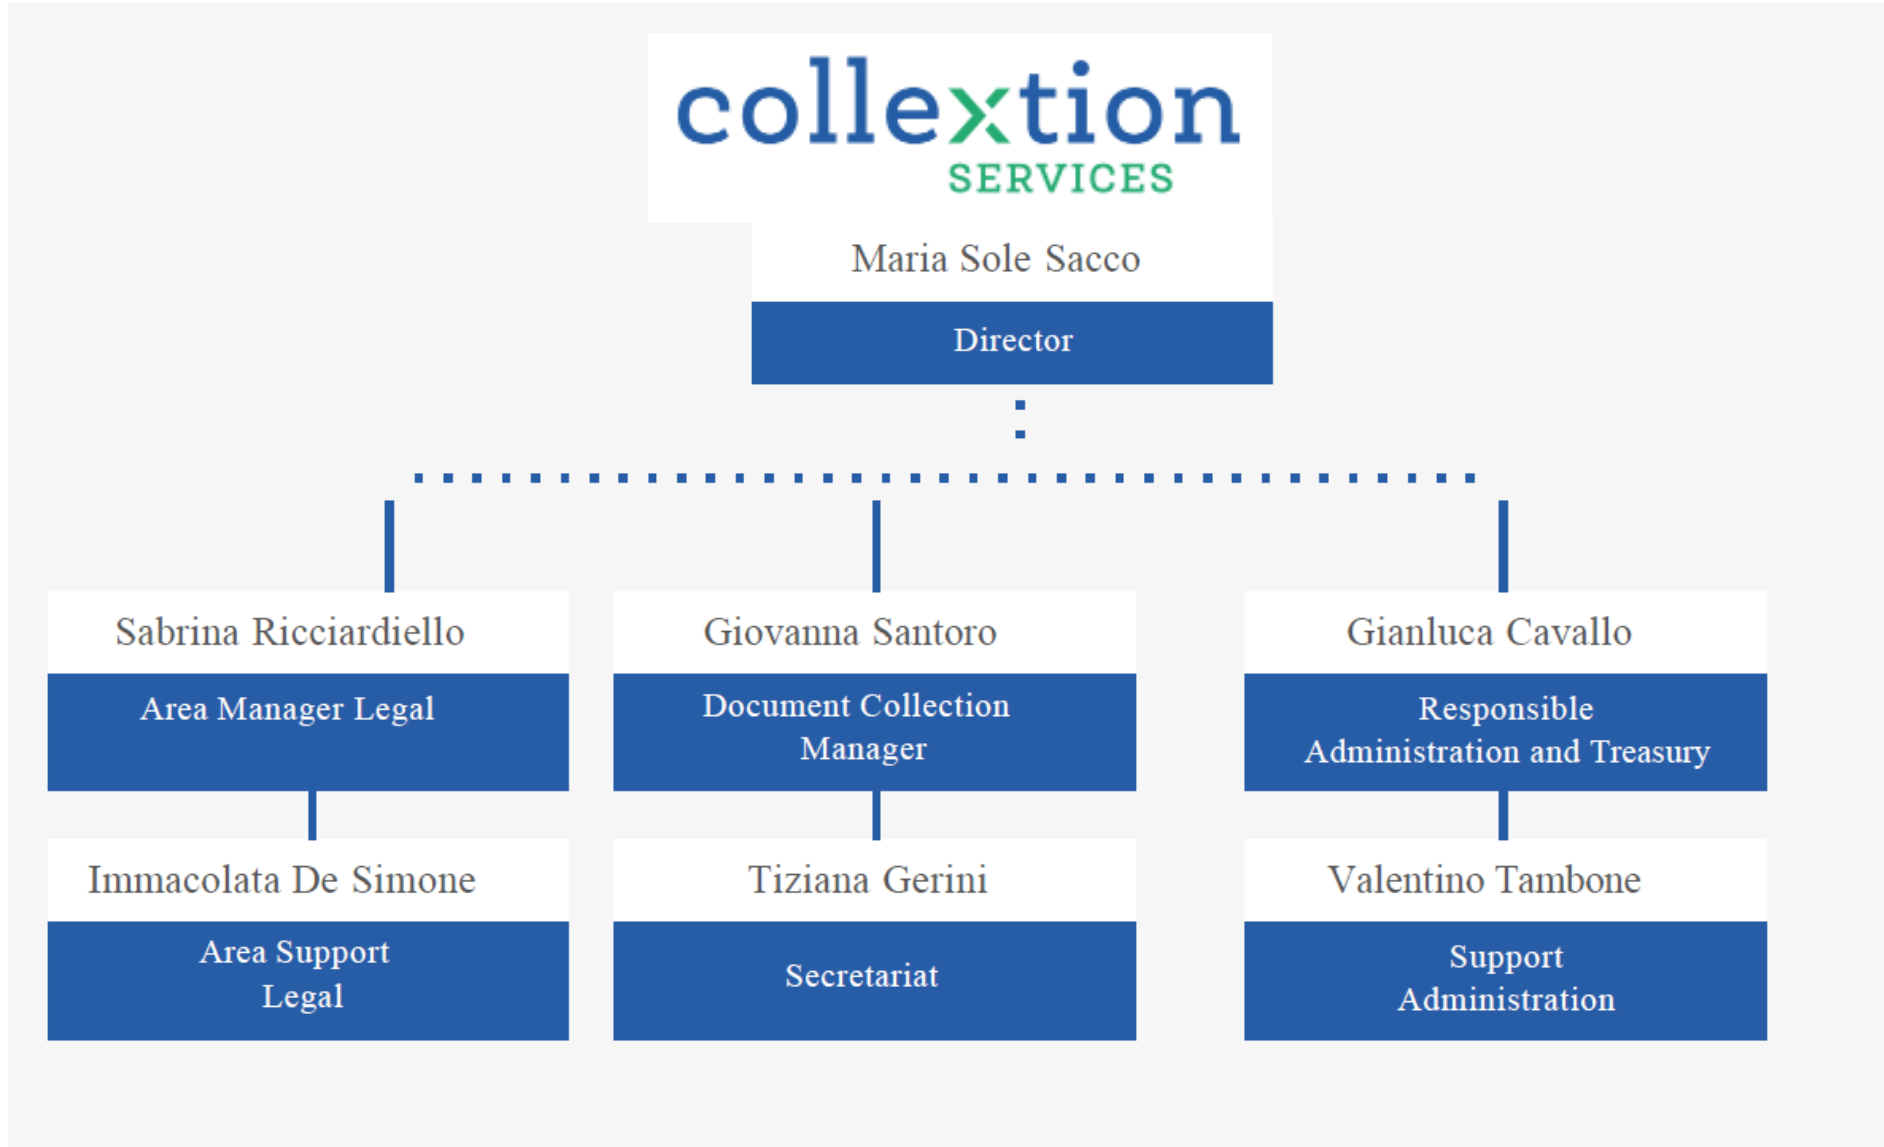 collextion
SERVICES
Maria Sole Sacco
Director
Sabrina Ricciardiello
Area Manager Legal
Immacolata De Simone
Area Support
Legal
Giovanna Santoro
Document Collection
Manager
Tiziana Gerini
Secretariat
Gianluca Cavallo
Responsible
Administration and Treasury
Valentino Tambone
Support
Administration